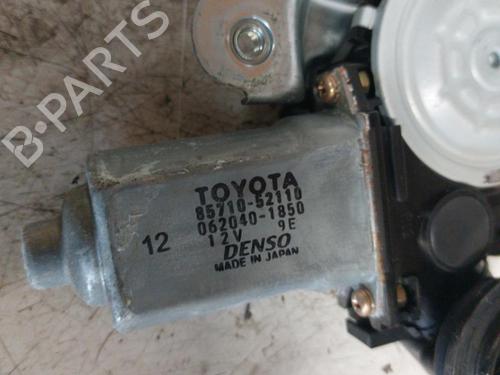 B-PARTS
TOYOTA
85710-52110
062040-1850
12 12V 9E
DENSO
MADE IN JAPAN